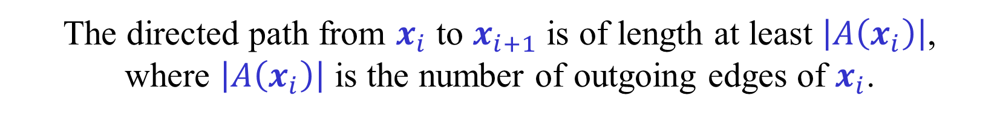 The directed path from 𝒙ᵢ to 𝒙ᵢ₊₁ is of length at least |𝐴(𝒙ᵢ)|,
where |𝐴(𝒙ᵢ)| is the number of outgoing edges of 𝒙ᵢ.